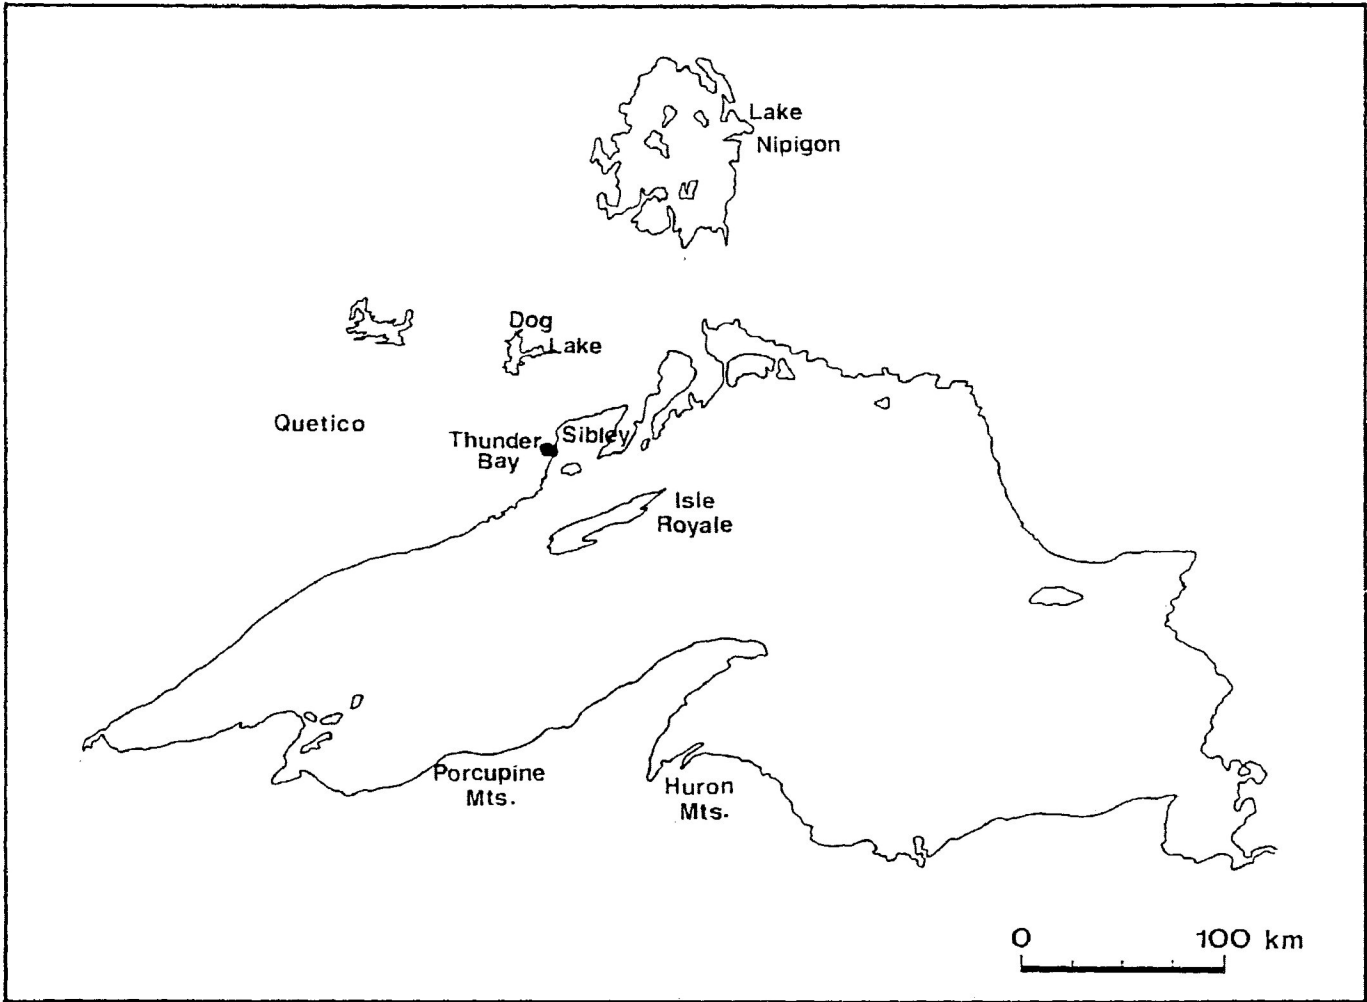 Lake
Nipigon
Dog
Lake
Quetico
Thunder
Bay
Sibley
Isle
Royale
Porcupine
Mts.
Huron
Mts.
0 100 km